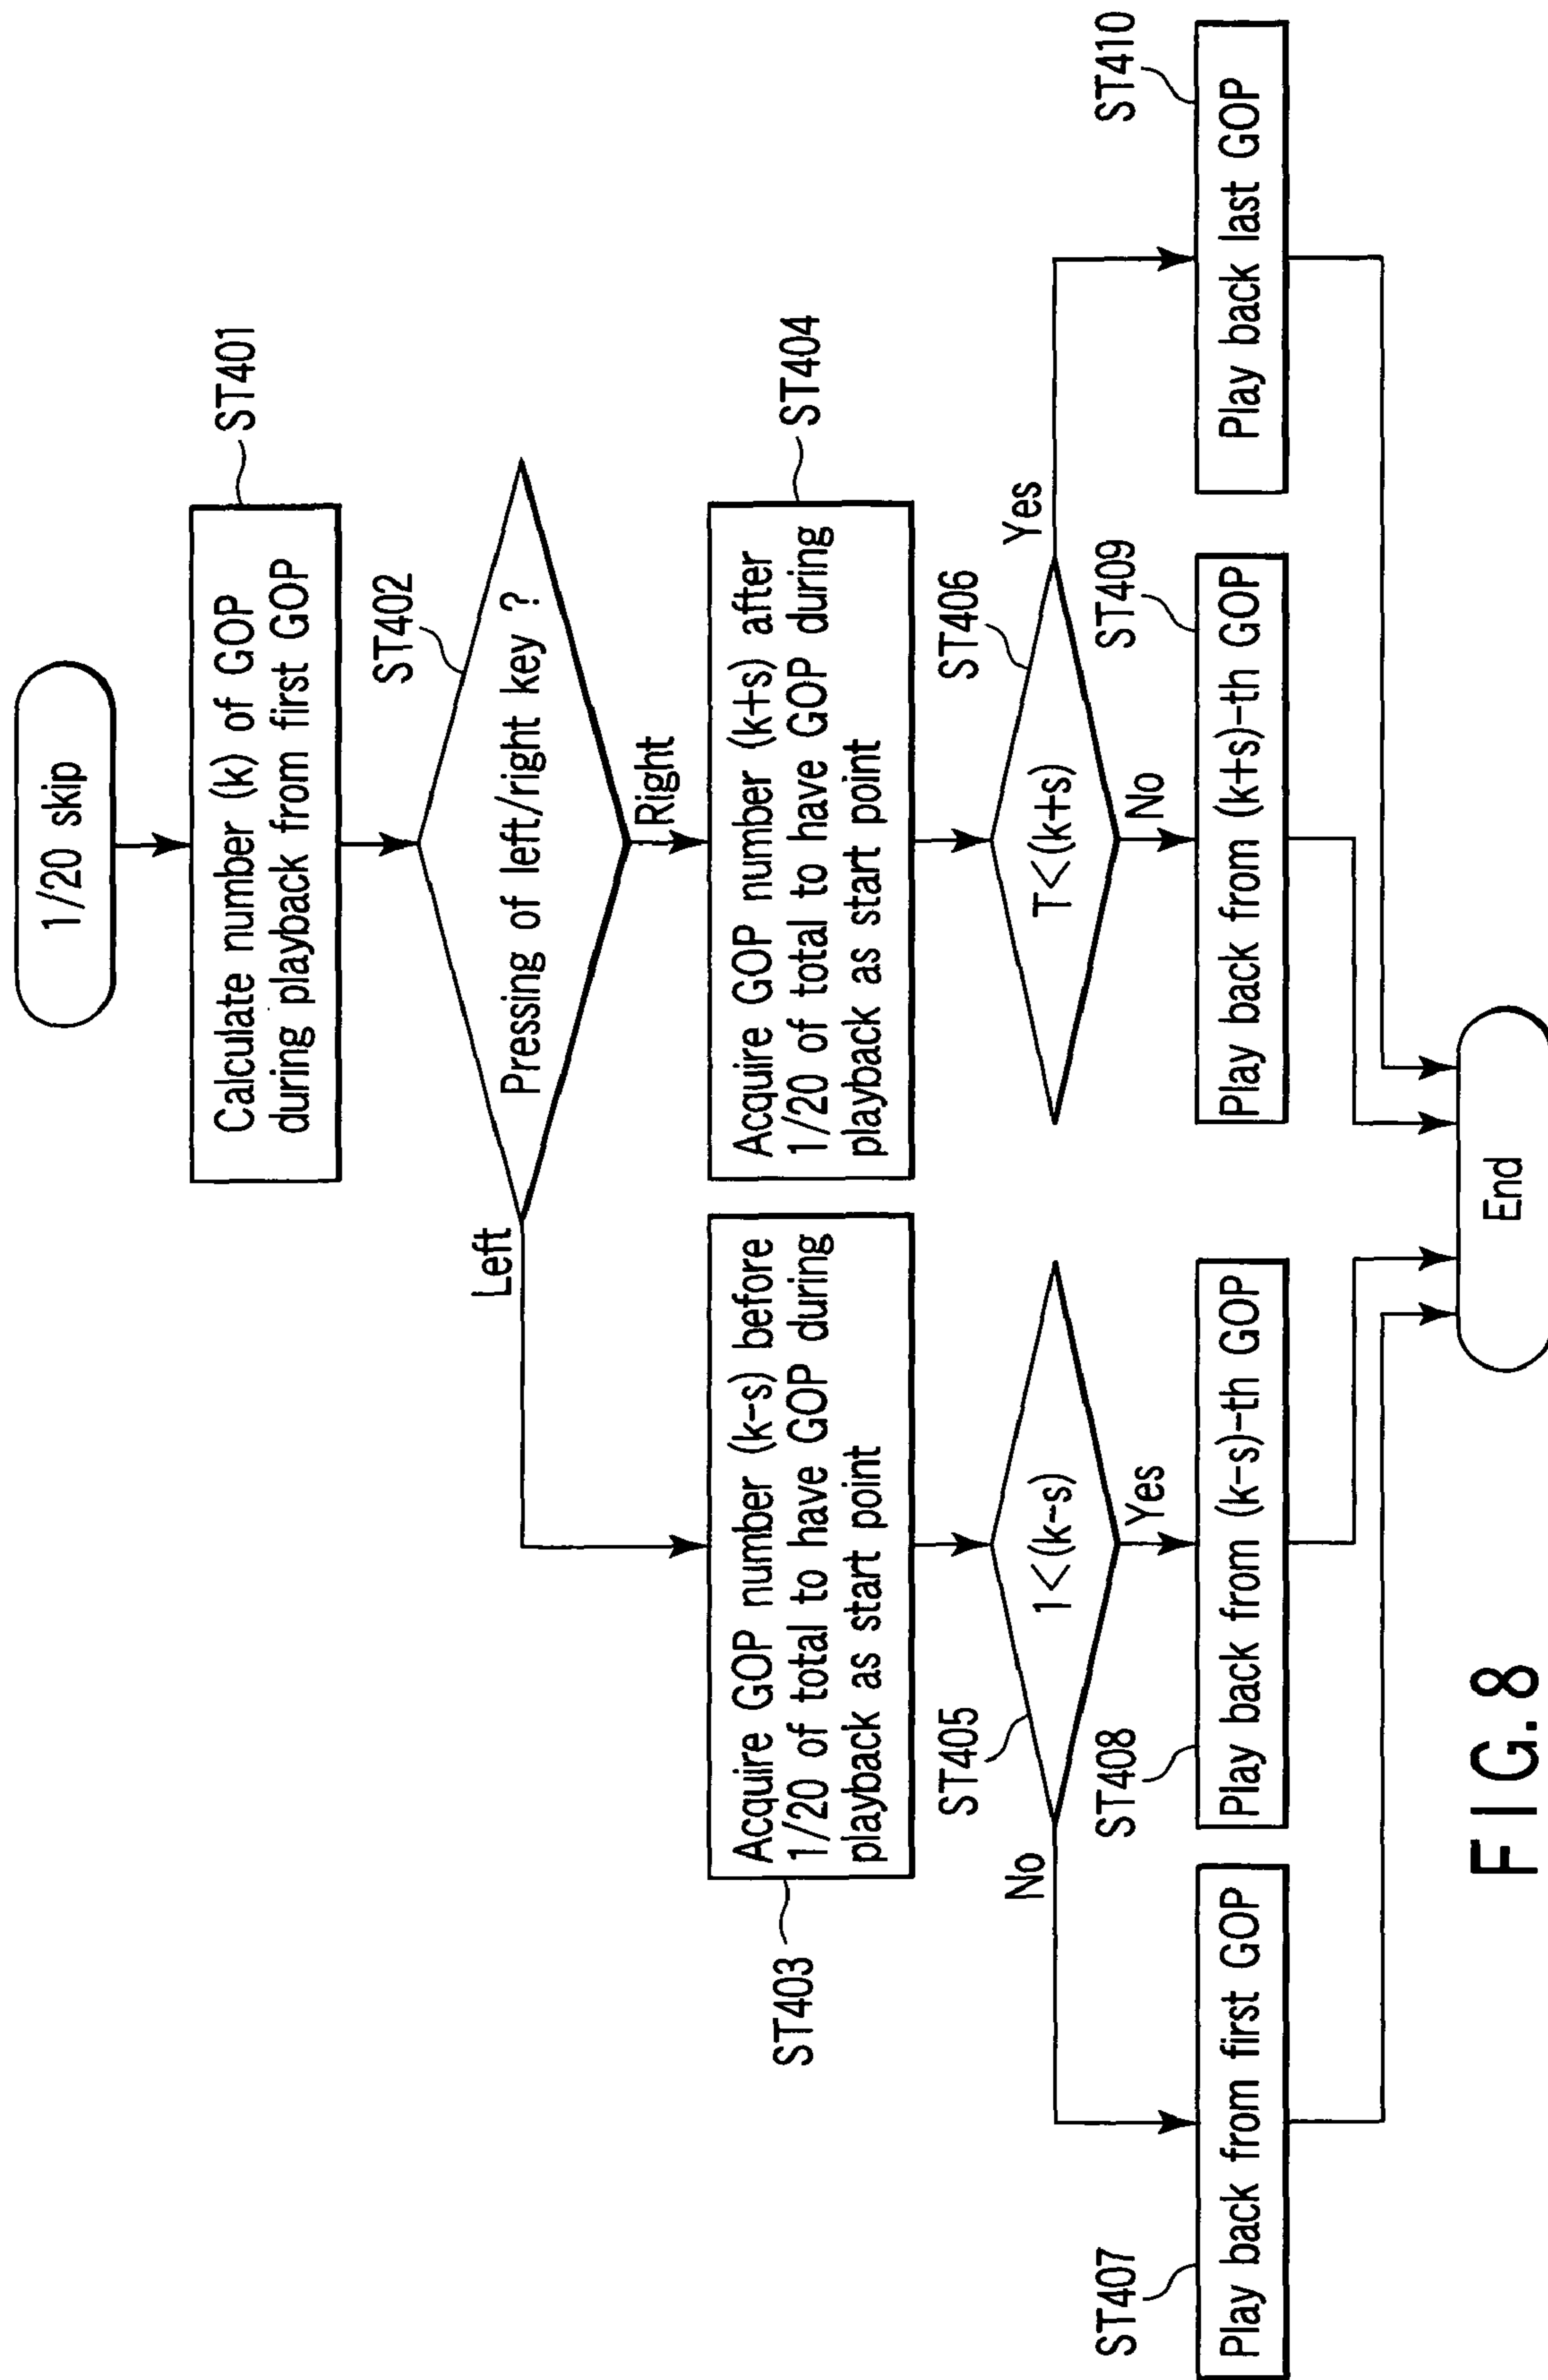 1/20 skip
ST401
Calculate number (k) of GOP
during playback from first GOP
ST402
Pressing of left/right key ?
Left
Right
ST403
Acquire GOP number (k-s) before
1/20 of total to have GOP during
playback as start point
ST404
Acquire GOP number (k+s) after
1/20 of total to have GOP during
playback as start point
ST405
1<(k-s)
No
Yes
ST406
T<(k+s)
Yes
No
ST407
Play back from first GOP
ST408
Play back from (k-s)-th GOP
ST409
Play back from (k+s)-th GOP
ST410
Play back last GOP
End
FIG.8